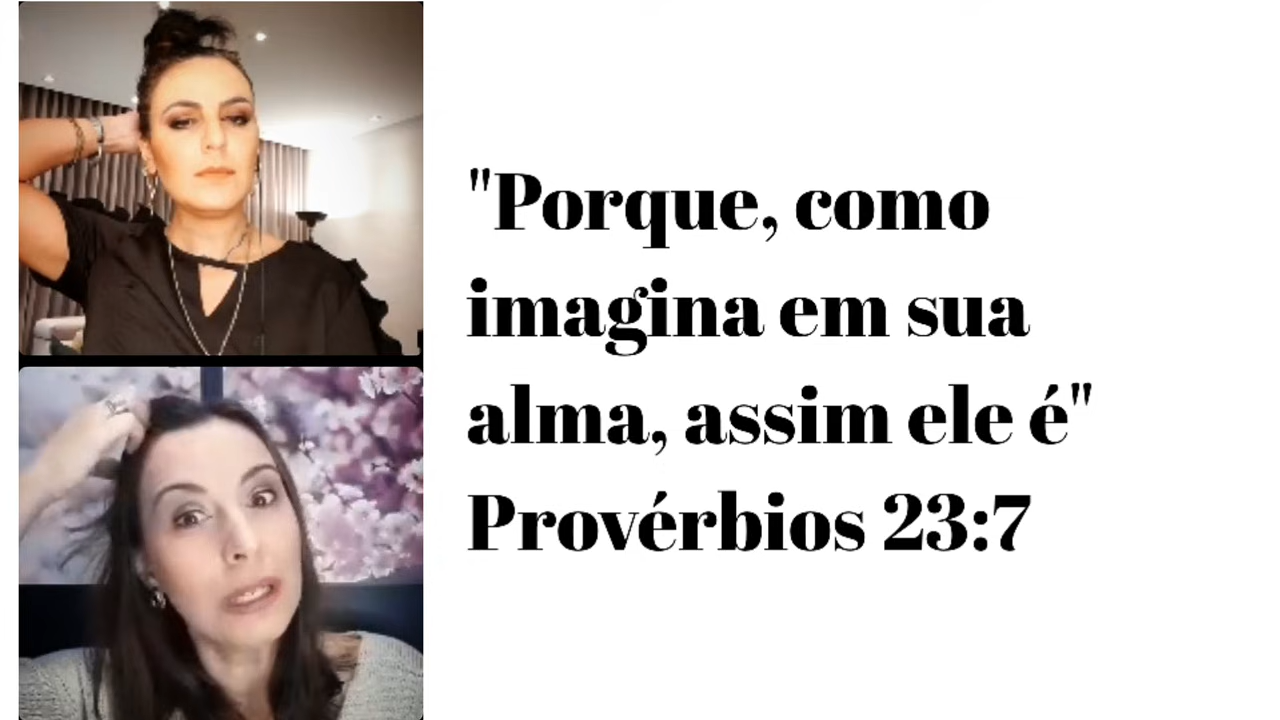 "Porque, como
imagina em sua
alma, assim ele é"
Provérbios 23:7